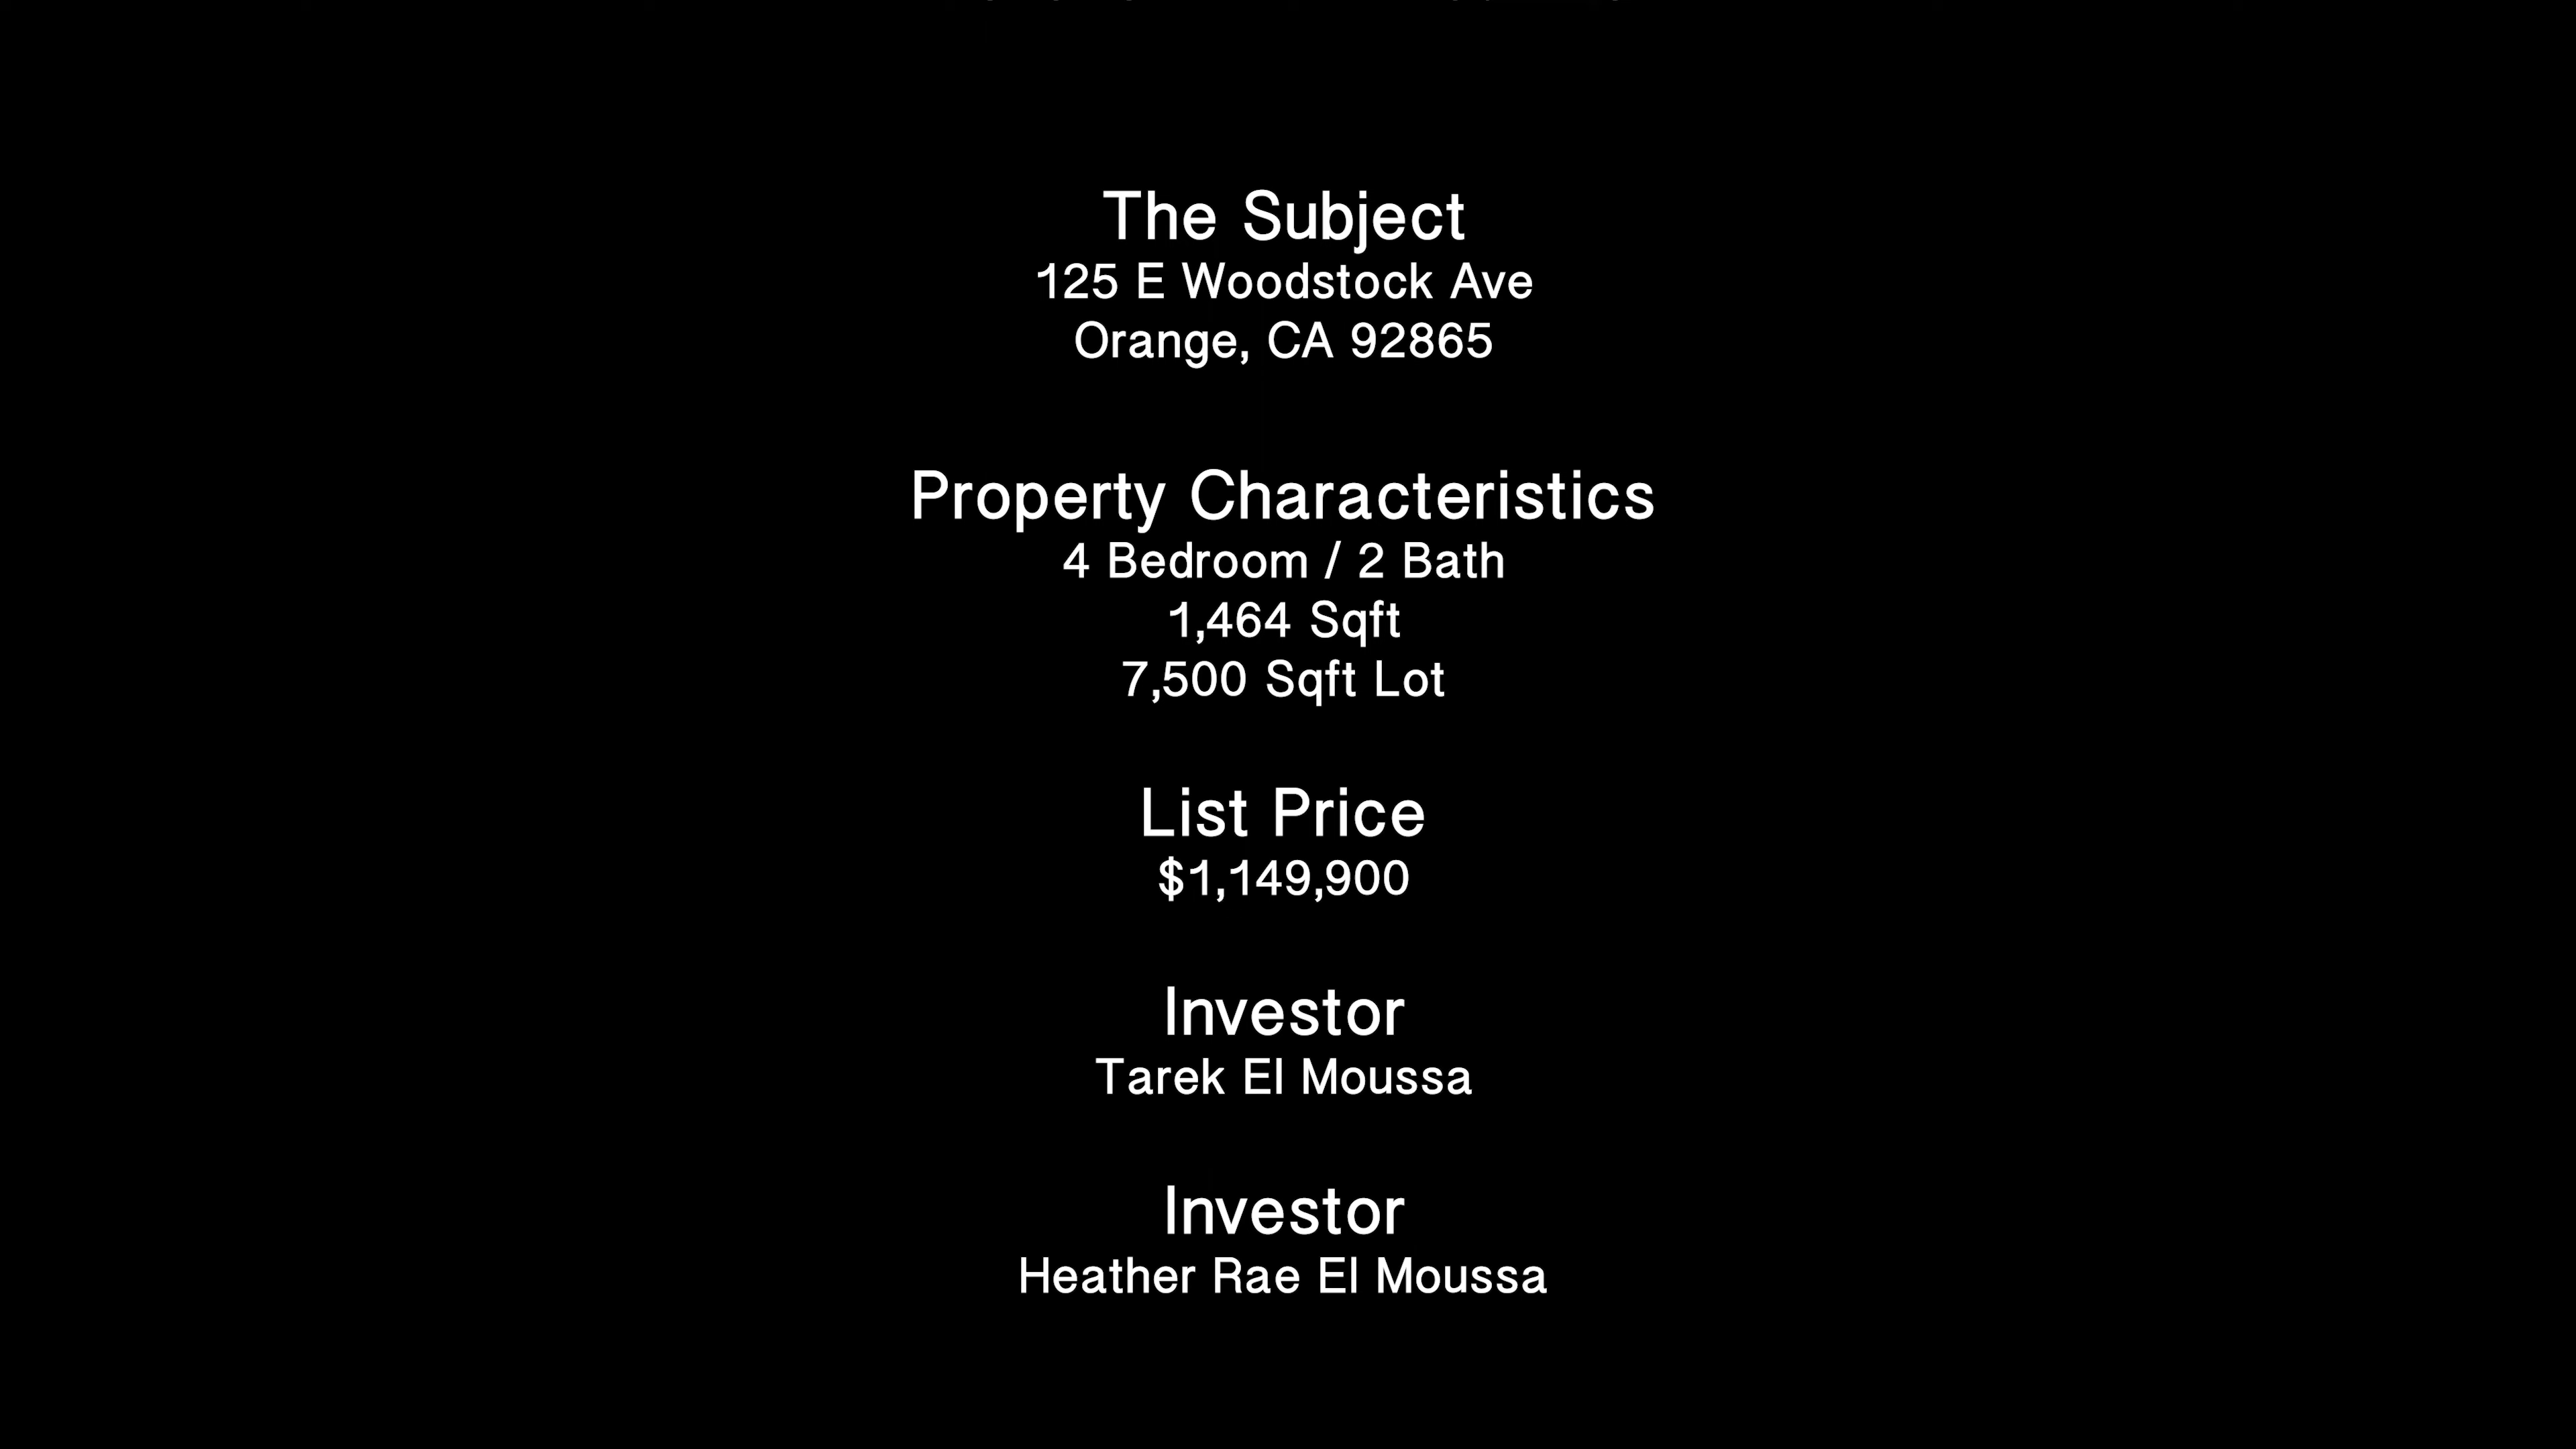 The Subject
125 E Woodstock Ave
Orange, CA 92865
Property Characteristics
4 Bedroom / 2 Bath
1,464 Sqft
7,500 Sqft Lot
List Price
$1,149,900
Investor
Tarek El Moussa
Investor
Heather Rae El Moussa